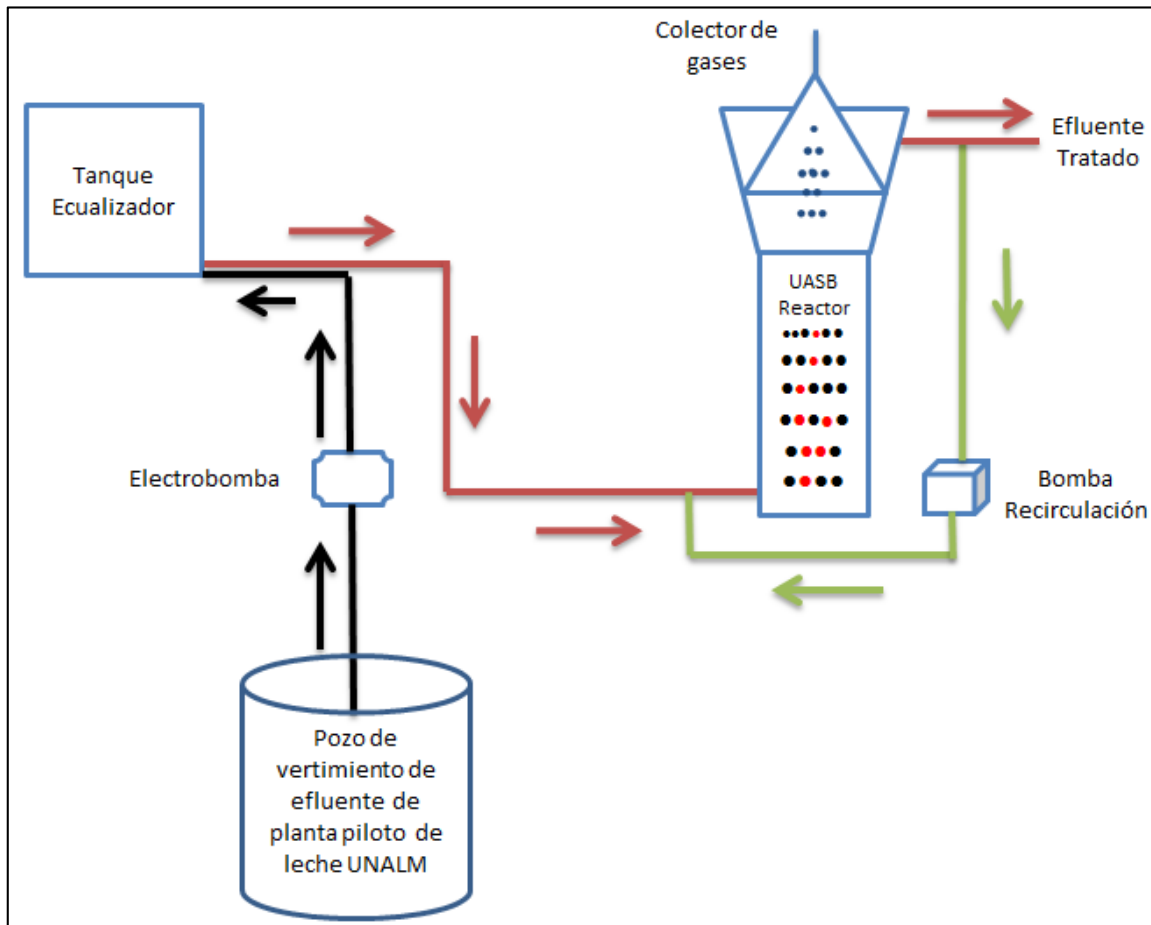 Colector de
gases
Efluente
Tratado
Tanque
Ecualizador
UASB
Reactor
Electrobomba
Bomba
Recirculación
Pozo de
vertimiento de
efluente de
planta piloto de
leche UNALM